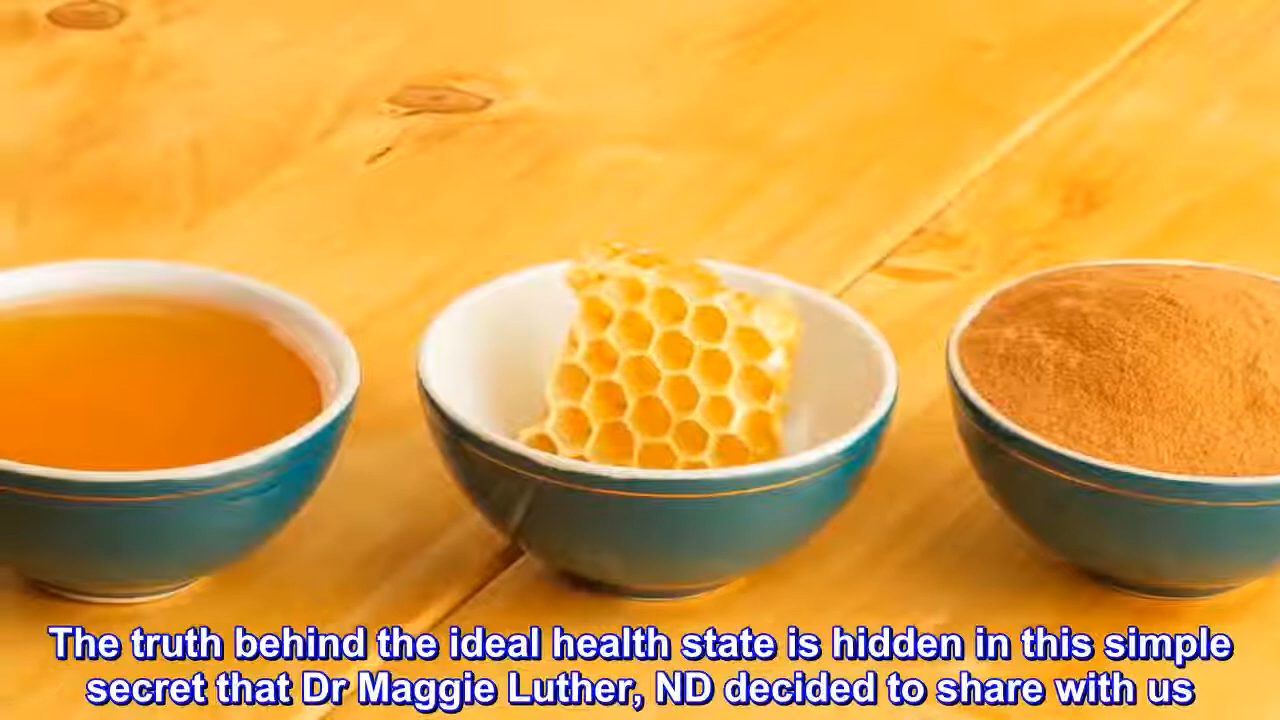 The truth behind the ideal health state is hidden in this simple
secret that Dr Maggie Luther, ND decided to share with us